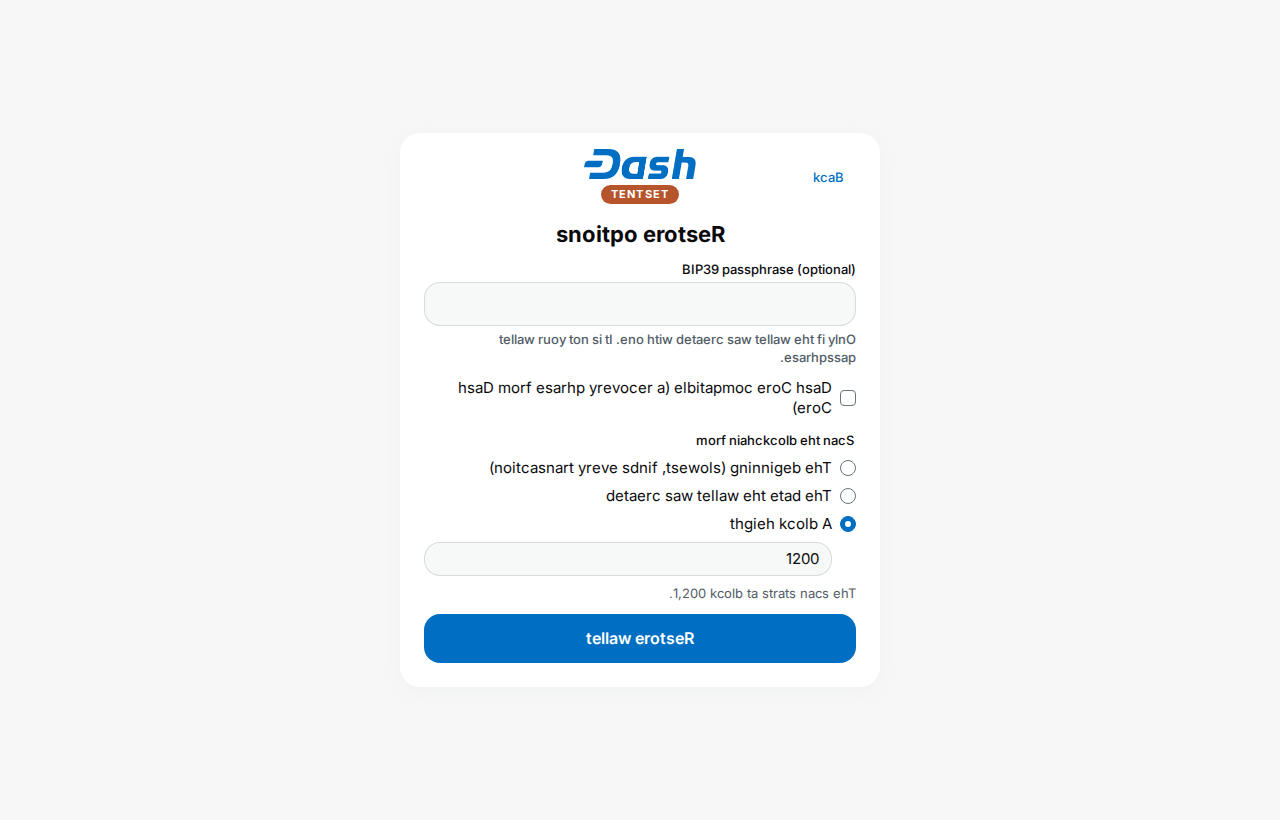 Dash
kcaB
TENTSET
snoitpo erotseR
BIP39 passphrase (optional)
tellaw ruoy ton si tI .eno htiw detaerc saw tellaw eht fi ylnO
.esarhpssap
hsaD morf esarhp yrevocer a) elbitapmoc eroC hsaD
(eroC
morf niahckcolb eht nacS
(noitcasnart yreve sdnif ,tsewols) gninnigeb ehT
detaerc saw tellaw eht etad ehT
thgieh kcolb A
1200
.1,200 kcolb ta strats nacs ehT
tellaw erotseR